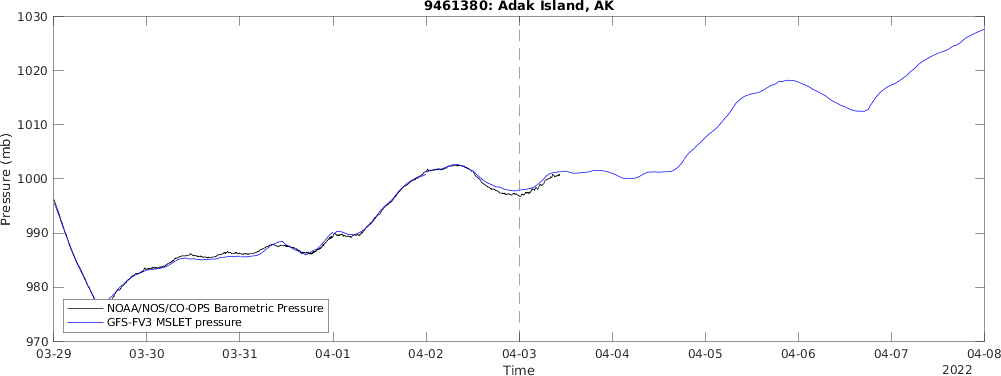 9461380: Adak Island, AK
1030
1020
1010
1000
990
980
970
Pressure (mb)
NOAA/NOS/CO-OPS Barometric Pressure
GFS-FV3 MSLET pressure
03-29 03-30 03-31 04-01 04-02 04-03 04-04 04-05 04-06 04-07 04-08
Time
2022